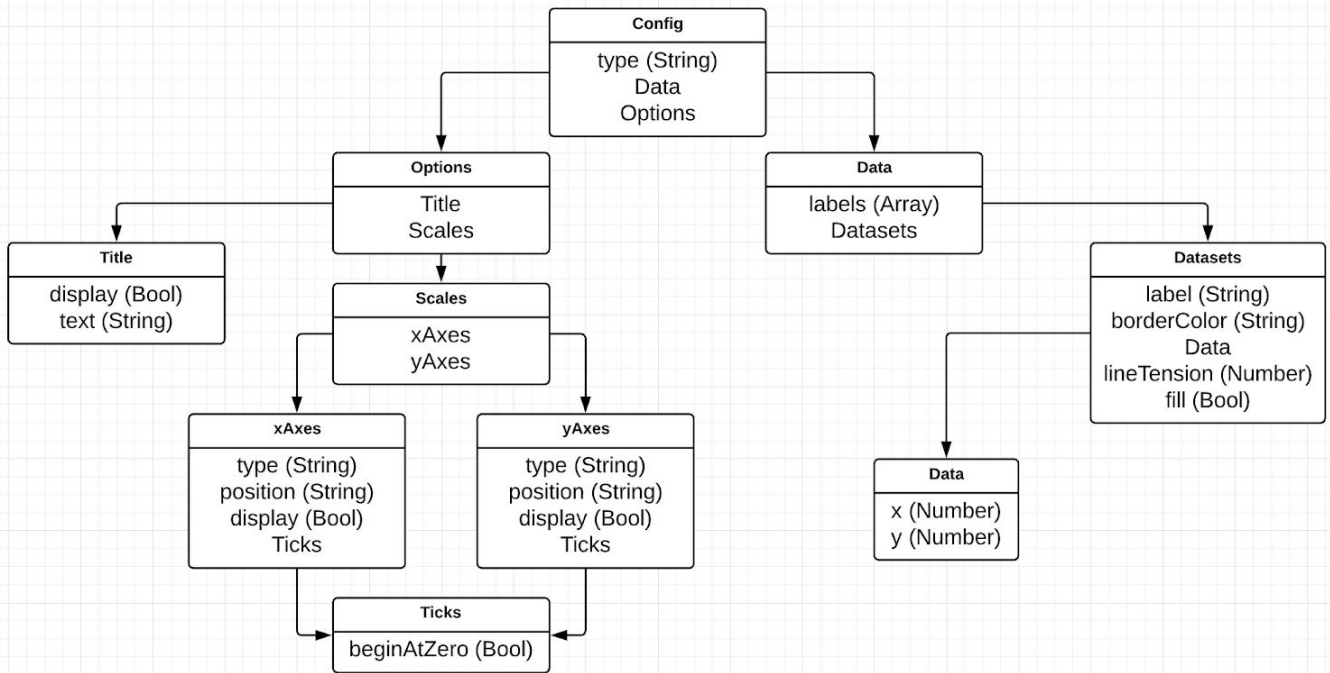 Config
type (String)
Data
Options
Options
Title
Scales
Data
labels (Array)
Datasets
Title
display (Bool)
text (String)
Scales
xAxes
yAxes
Datasets
label (String)
borderColor (String)
Data
lineTension (Number)
fill (Bool)
xAxes
type (String)
position (String)
display (Bool)
Ticks
yAxes
type (String)
position (String)
display (Bool)
Ticks
Data
x (Number)
y (Number)
Ticks
beginAtZero (Bool)